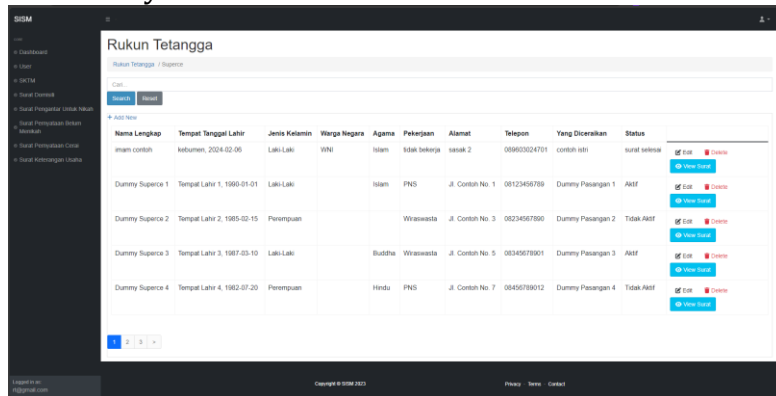 SISM
Dashboard
User
SKTM
Surat Domisili
Surat Pengantar Untuk Nikah
Surat Pernyataan Belum
Menikah
Surat Pernyataan Cerai
Surat Keterangan Usaha
Rukun Tetangga
Rukun Tetangga / Superce
Cari...
Search Reset
+ Add New
Nama Lengkap Tempat Tanggal Lahir Jenis Kelamin Warga Negara Agama Pekerjaan Alamat Telepon Yang Diceraikan Status
imam contoh kebumen, 2024-02-06 Laki-Laki WNI Islam tidak bekerja sasak 2 089603024701 contoh istri surat selesai Edit Delete
View Surat
Dummy Superce 1 Tempat Lahir 1, 1990-01-01 Laki-Laki Islam PNS Jl. Contoh No. 1 08123456789 Dummy Pasangan 1 Aktif Edit Delete
View Surat
Dummy Superce 2 Tempat Lahir 2, 1985-02-15 Perempuan Wiraswasta Jl. Contoh No. 3 08234567890 Dummy Pasangan 2 Tidak Aktif Edit Delete
View Surat
Dummy Superce 3 Tempat Lahir 3, 1987-03-10 Laki-Laki Buddha Wiraswasta Jl. Contoh No. 5 08345678901 Dummy Pasangan 3 Aktif Edit Delete
View Surat
Dummy Superce 4 Tempat Lahir 4, 1982-07-20 Perempuan Hindu PNS Jl. Contoh No. 7 08456789012 Dummy Pasangan 4 Tidak Aktif Edit Delete
View Surat
1 2 3 »
Logged in as:
rt@gmail.com
Copyright © SISM 2023
Privacy · Terms · Contact